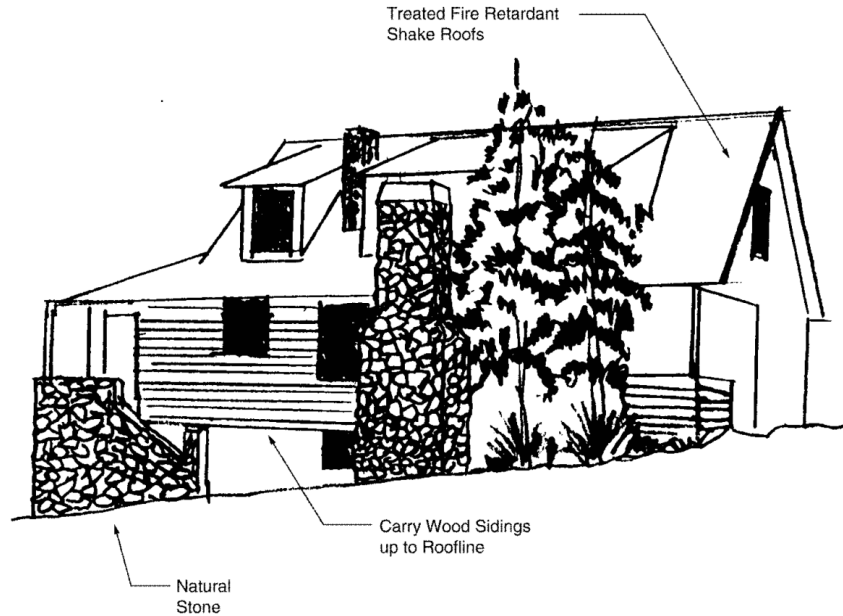 Treated Fire Retardant
Shake Roofs
Carry Wood Sidings
up to Roofline
Natural
Stone